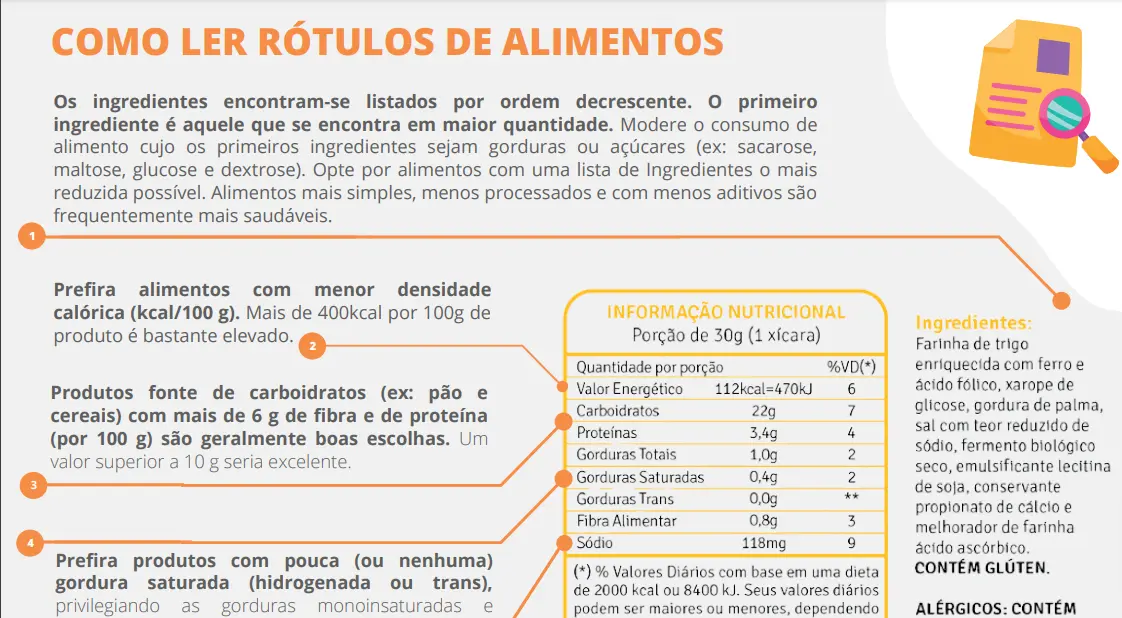 COMO LER RÓTULOS DE ALIMENTOS
Os ingredientes encontram-se listados por ordem decrescente. O primeiro
ingrediente é aquele que se encontra em maior quantidade. Modere o consumo de
alimento cujo os primeiros ingredientes sejam gorduras ou açúcares (ex: sacarose,
maltose, glucose e dextrose). Opte por alimentos com uma lista de Ingredientes o mais
reduzida possível. Alimentos mais simples, menos processados e com menos aditivos são
frequentemente mais saudáveis.
1
Prefira alimentos com menor densidade
calórica (kcal/100 g). Mais de 400kcal por 100g de
produto é bastante elevado.
2
Produtos fonte de carboidratos (ex: pão e
cereais) com mais de 6 g de fibra e de proteína
(por 100 g) são geralmente boas escolhas. Um
valor superior a 10 g seria excelente.
3
4
Prefira produtos com pouca (ou nenhuma)
gordura saturada (hidrogenada ou trans),
privilegiando as gorduras monoinsaturadas e
INFORMAÇÃO NUTRICIONAL
Porção de 30g (1 xícara)
Quantidade por porção %VD(*)
Valor Energético 112kcal=470kJ 6
Carboidratos 22g 7
Proteínas 3,4g 4
Gorduras Totais 1,0g 2
Gorduras Saturadas 0,4g 2
Gorduras Trans 0,0g **
Fibra Alimentar 0,8g 3
Sódio 118mg 9
(*) % Valores Diários com base em uma dieta
de 2000 kcal ou 8400 kJ. Seus valores diários
podem ser maiores ou menores, dependendo
Ingredientes:
Farinha de trigo
enriquecida com ferro e
ácido fólico, xarope de
glicose, gordura de palma,
sal com teor reduzido de
sódio, fermento biológico
seco, emulsificante lecitina
de soja, conservante
propionato de cálcio e
melhorador de farinha
ácido ascórbico.
CONTÉM GLÚTEN.
ALÉRGICOS: CONTÉM